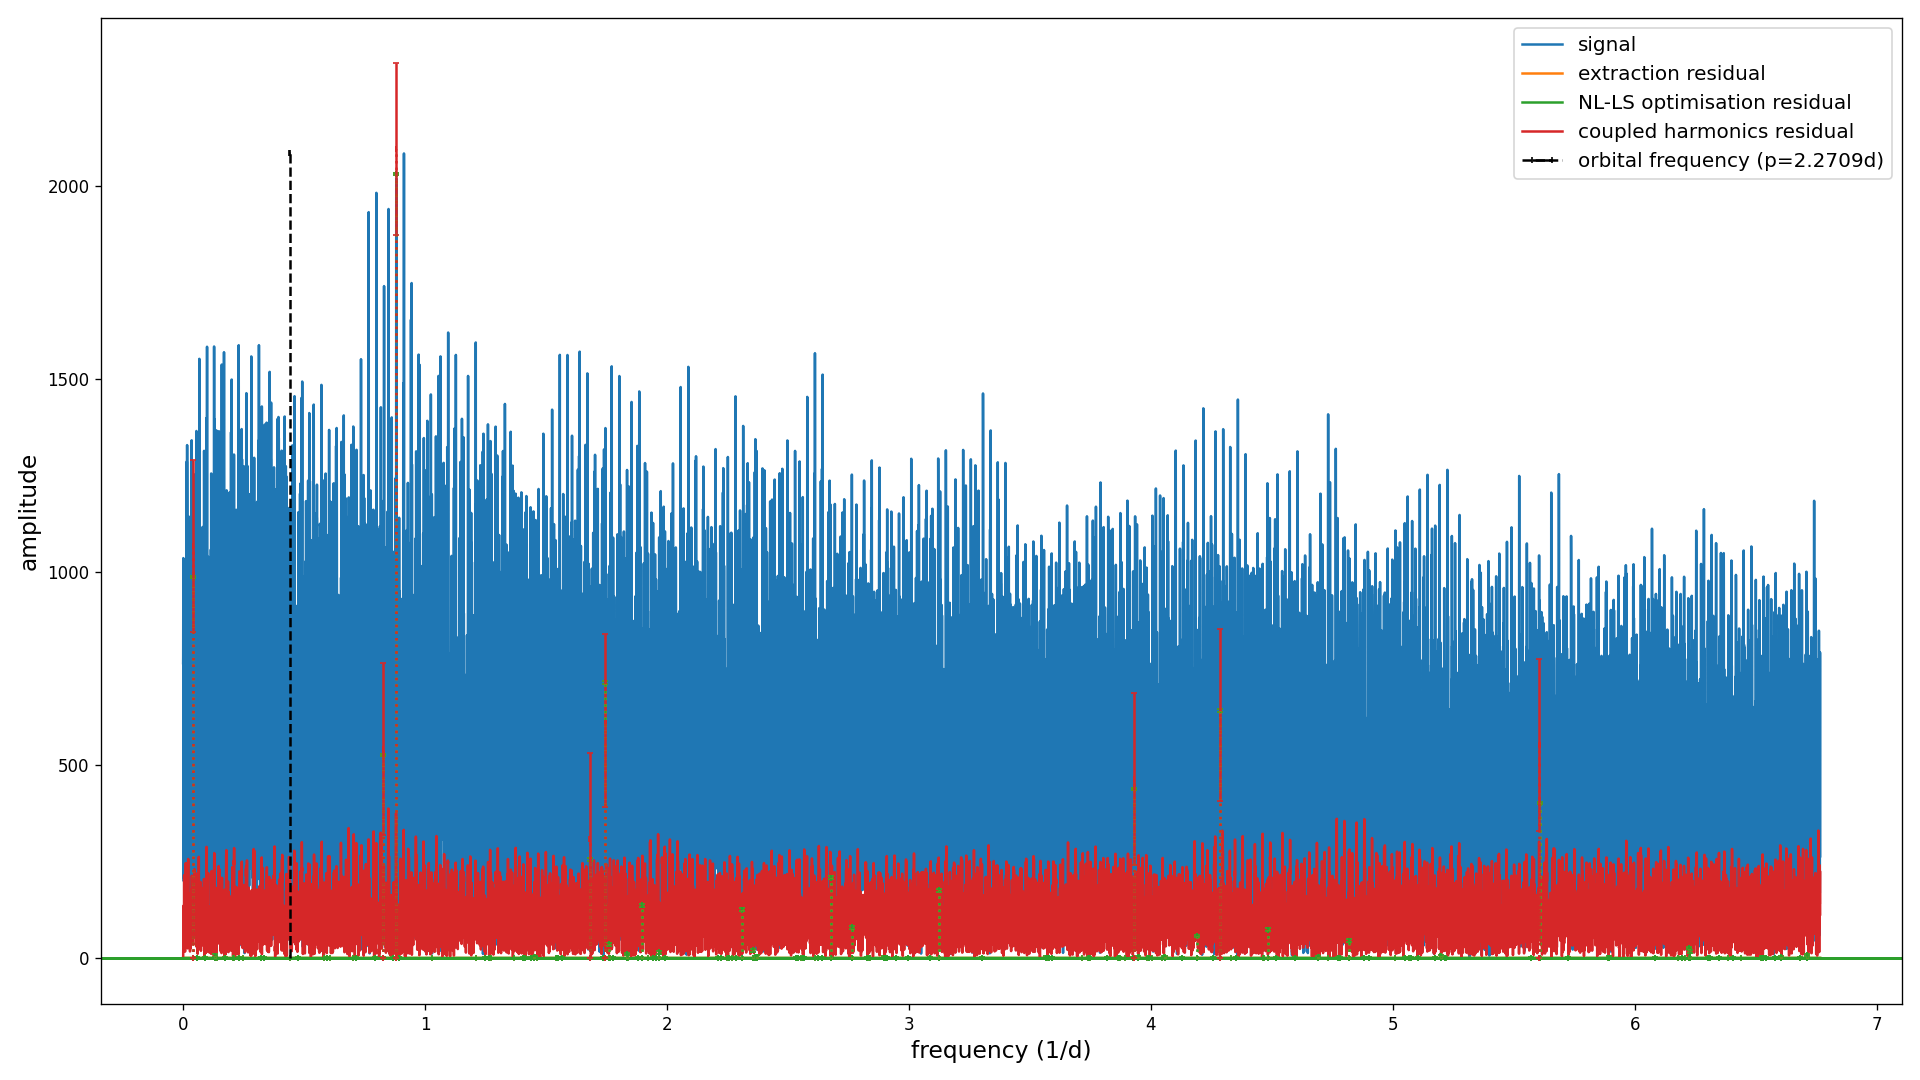 signal
extraction residual
NL-LS optimisation residual
coupled harmonics residual
orbital frequency (p=2.2709d)
amplitude
2000
1500
1000
500
0
0 1 2 3 4 5 6 7
frequency (1/d)